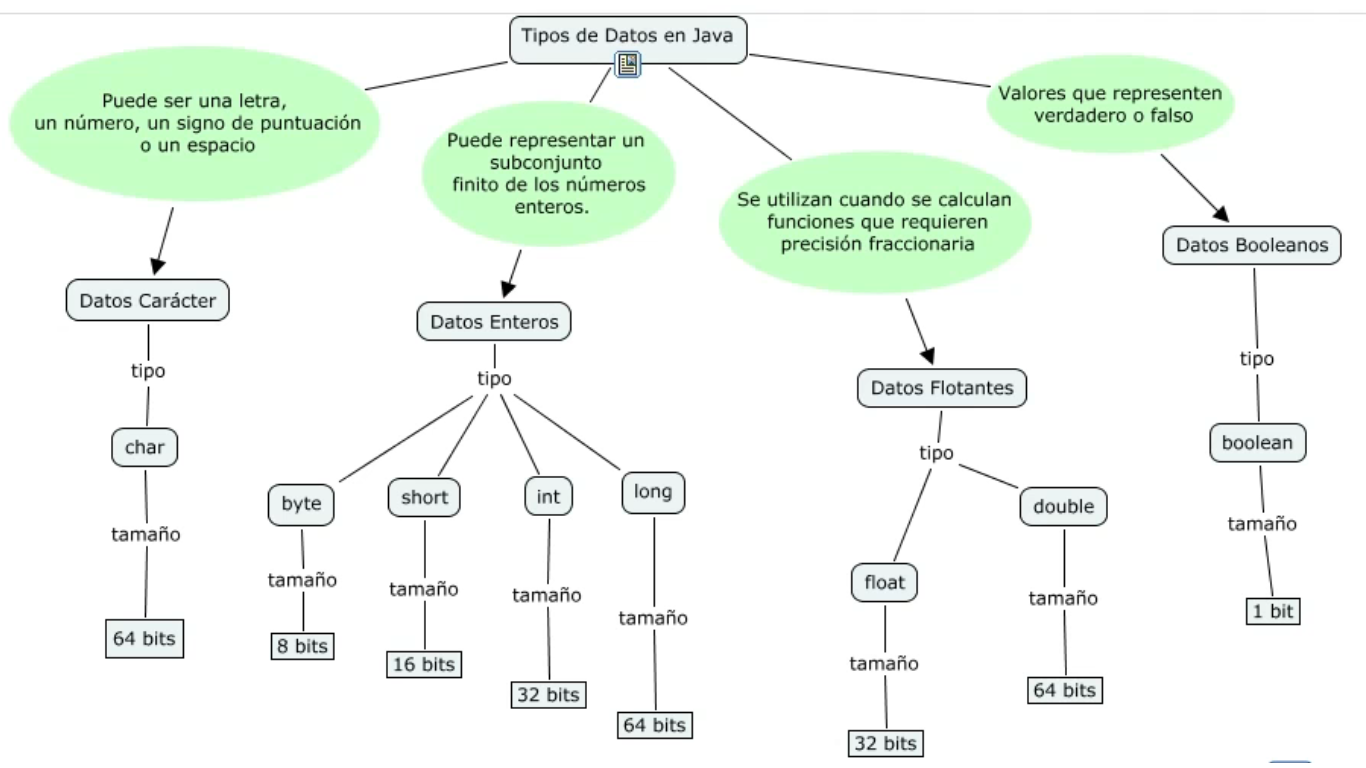 Tipos de Datos en Java
Puede ser una letra,
un número, un signo de puntuación
o un espacio
Datos Carácter
tipo
char
tamaño
64 bits
Puede representar un
subconjunto
finito de los números
enteros.
Datos Enteros
tipo
byte
tamaño
8 bits
short
tamaño
16 bits
int
tamaño
32 bits
long
tamaño
64 bits
Se utilizan cuando se calculan
funciones que requieren
precisión fraccionaria
Datos Flotantes
tipo
float
tamaño
32 bits
double
tamaño
64 bits
Valores que representen
verdadero o falso
Datos Booleanos
tipo
boolean
tamaño
1 bit